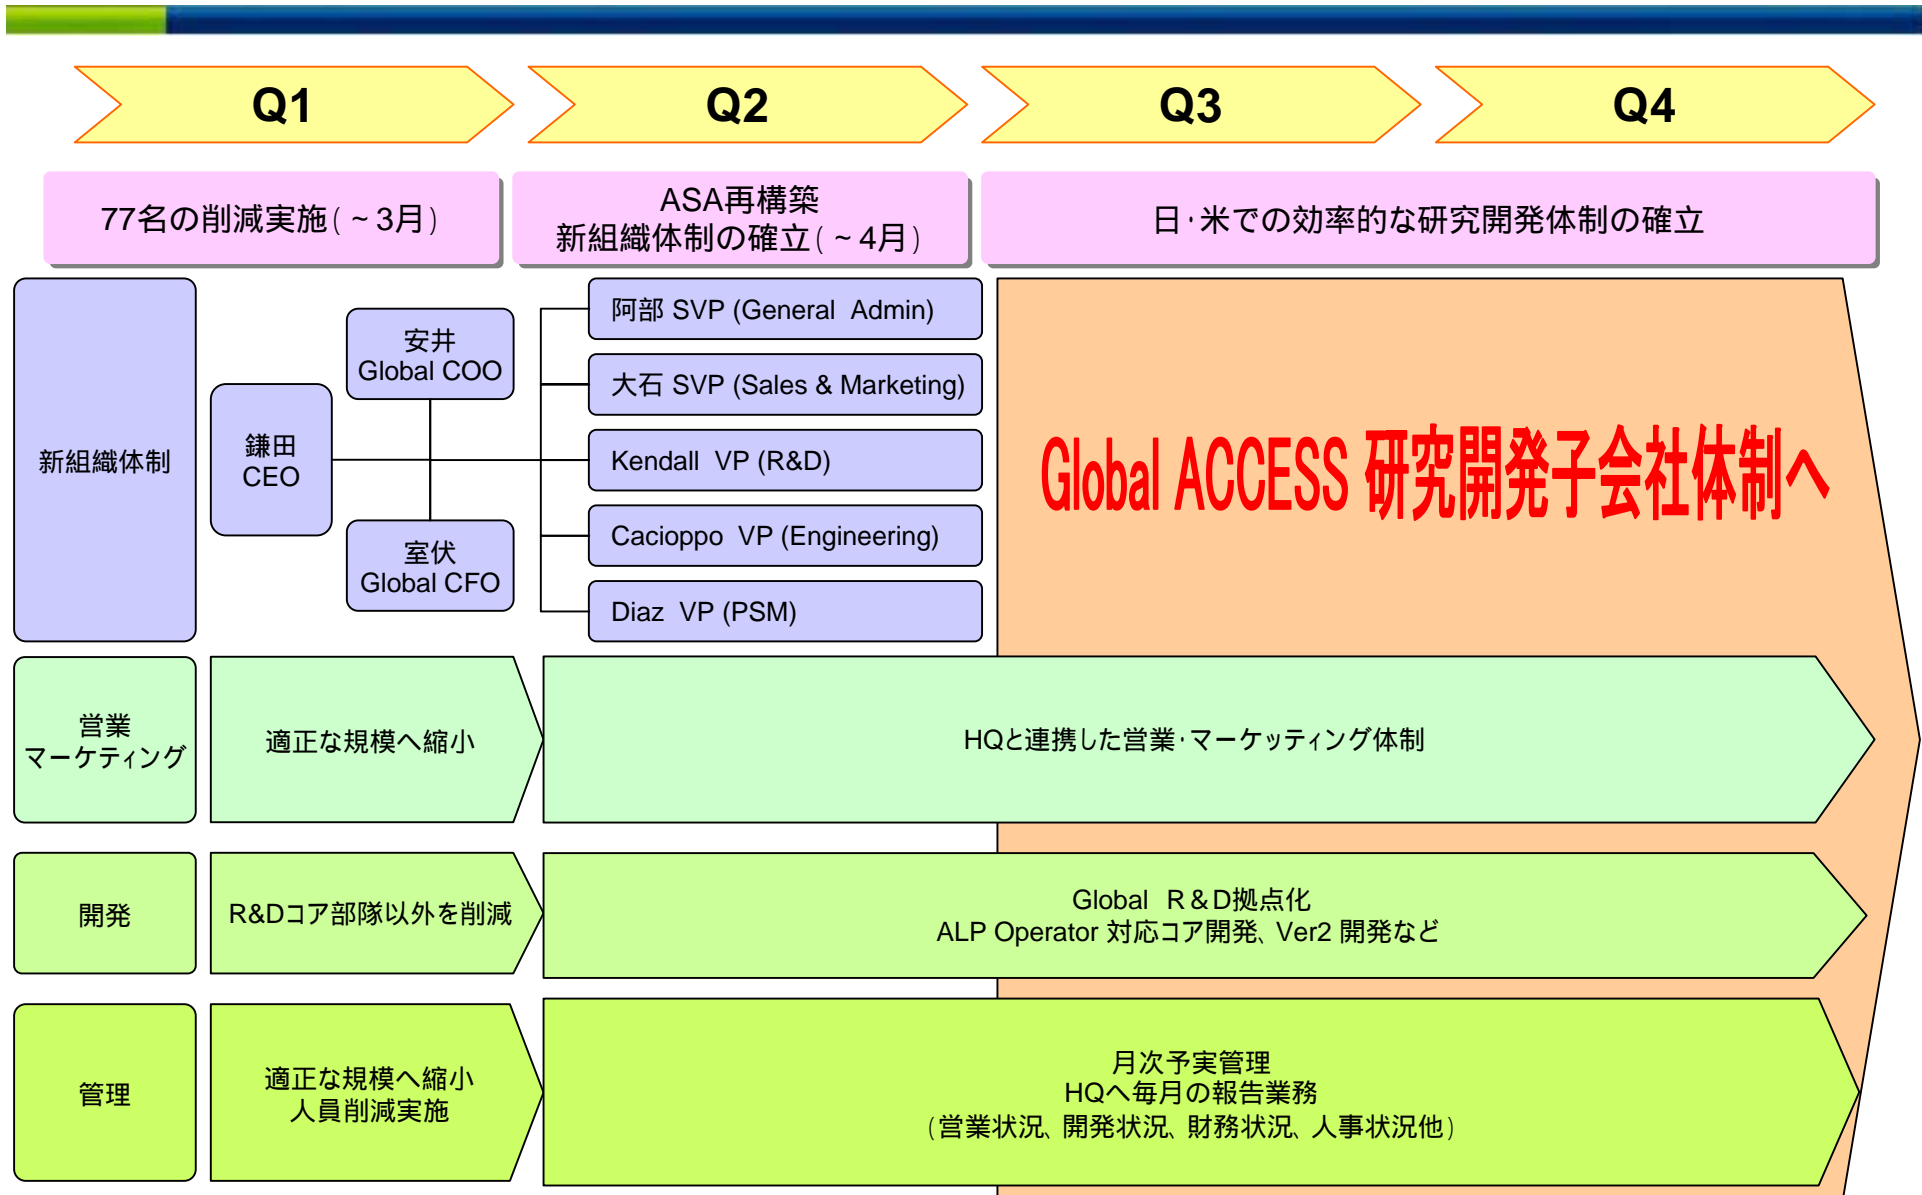 Q1
Q2
Q3
Q4
77名の削減実施(~3月)
ASA再構築
新組織体制の確立(~4月)
日・米での効率的な研究開発体制の確立
新組織体制
鎌田
CEO
安井
Global COO
室伏
Global CFO
阿部 SVP (General Admin)
大石 SVP (Sales & Marketing)
Kendall VP (R&D)
Cacioppo VP (Engineering)
Diaz VP (PSM)
Global ACCESS 研究開発子会社体制へ
営業
マーケティング
適正な規模へ縮小
HQと連携した営業・マーケッティング体制
開発
R&Dコア部隊以外を削減
Global R&D拠点化
ALP Operator 対応コア開発、Ver2 開発など
管理
適正な規模へ縮小
人員削減実施
月次予実管理
HQへ毎月の報告業務
(営業状況、開発状況、財務状況、人事状況他)